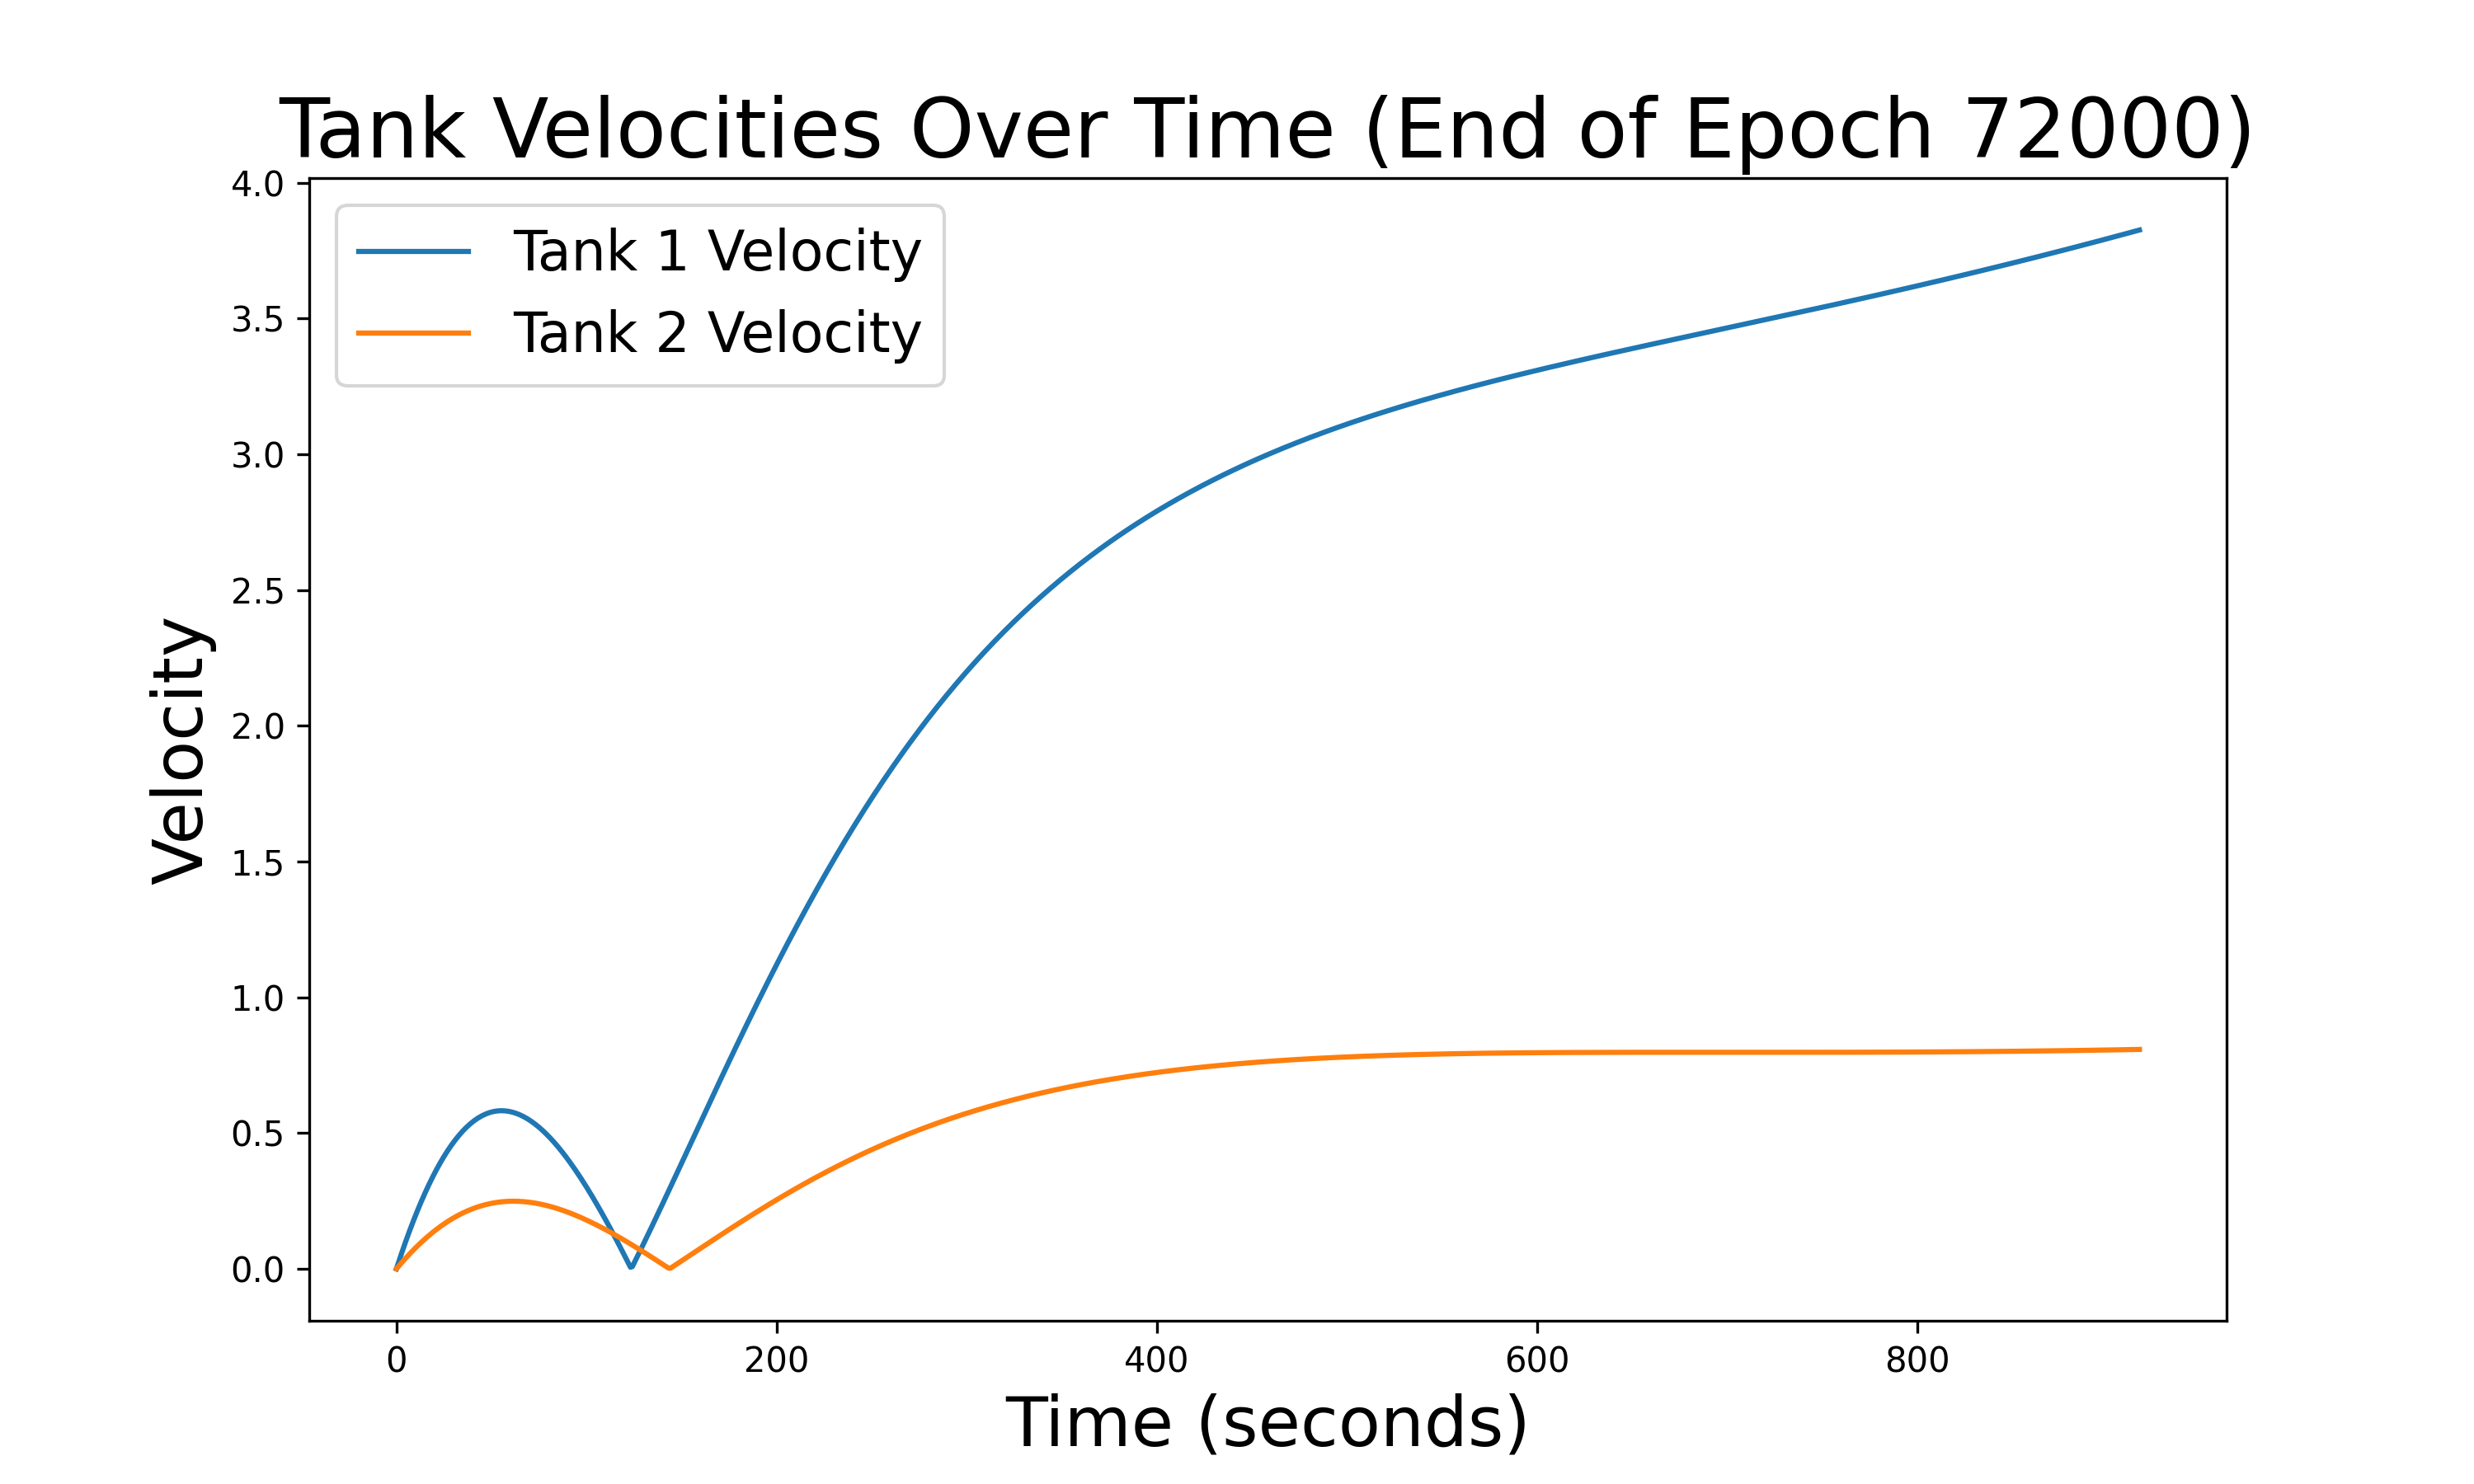 Tank Velocities Over Time (End of Epoch 72000)
4.0
Tank 1 Velocity
3.5
Tank 2 Velocity
3.0
2.5
2.0
1.5
1.0
0.5
0.0
Velocity
0 200 400 600 800
Time (seconds)